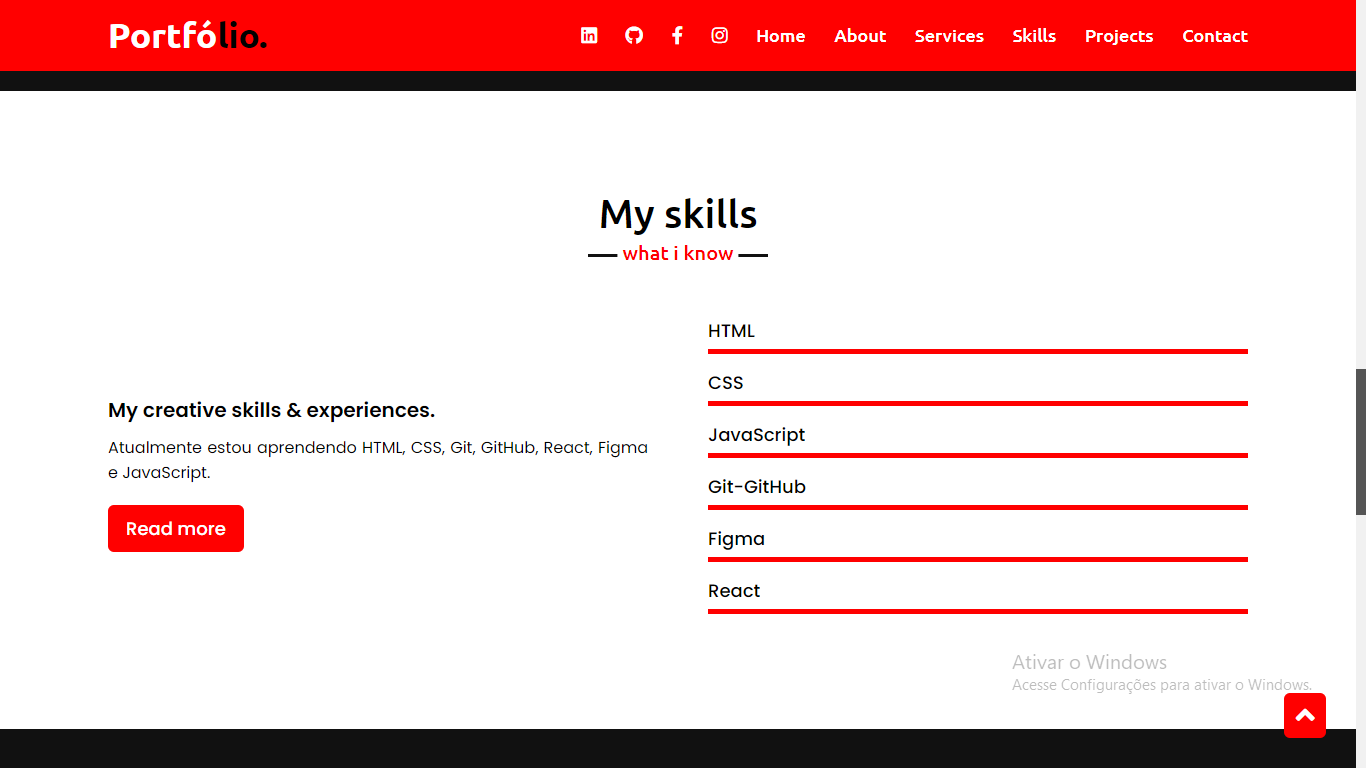 Portfólio.
Home About Services Skills Projects Contact
My skills
what i know
My creative skills & experiences.
Atualmente estou aprendendo HTML, CSS, Git, GitHub, React, Figma
e JavaScript.
Read more
HTML
CSS
JavaScript
Git-GitHub
Figma
React
Ativar o Windows
Acesse Configurações para ativar o Windows.